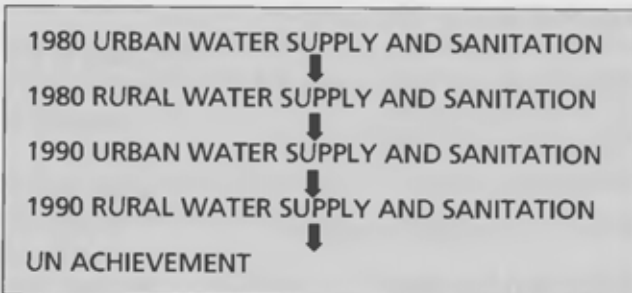 1980 URBAN WATER SUPPLY AND SANITATION
1980 RURAL WATER SUPPLY AND SANITATION
1990 URBAN WATER SUPPLY AND SANITATION
1990 RURAL WATER SUPPLY AND SANITATION
UN ACHIEVEMENT